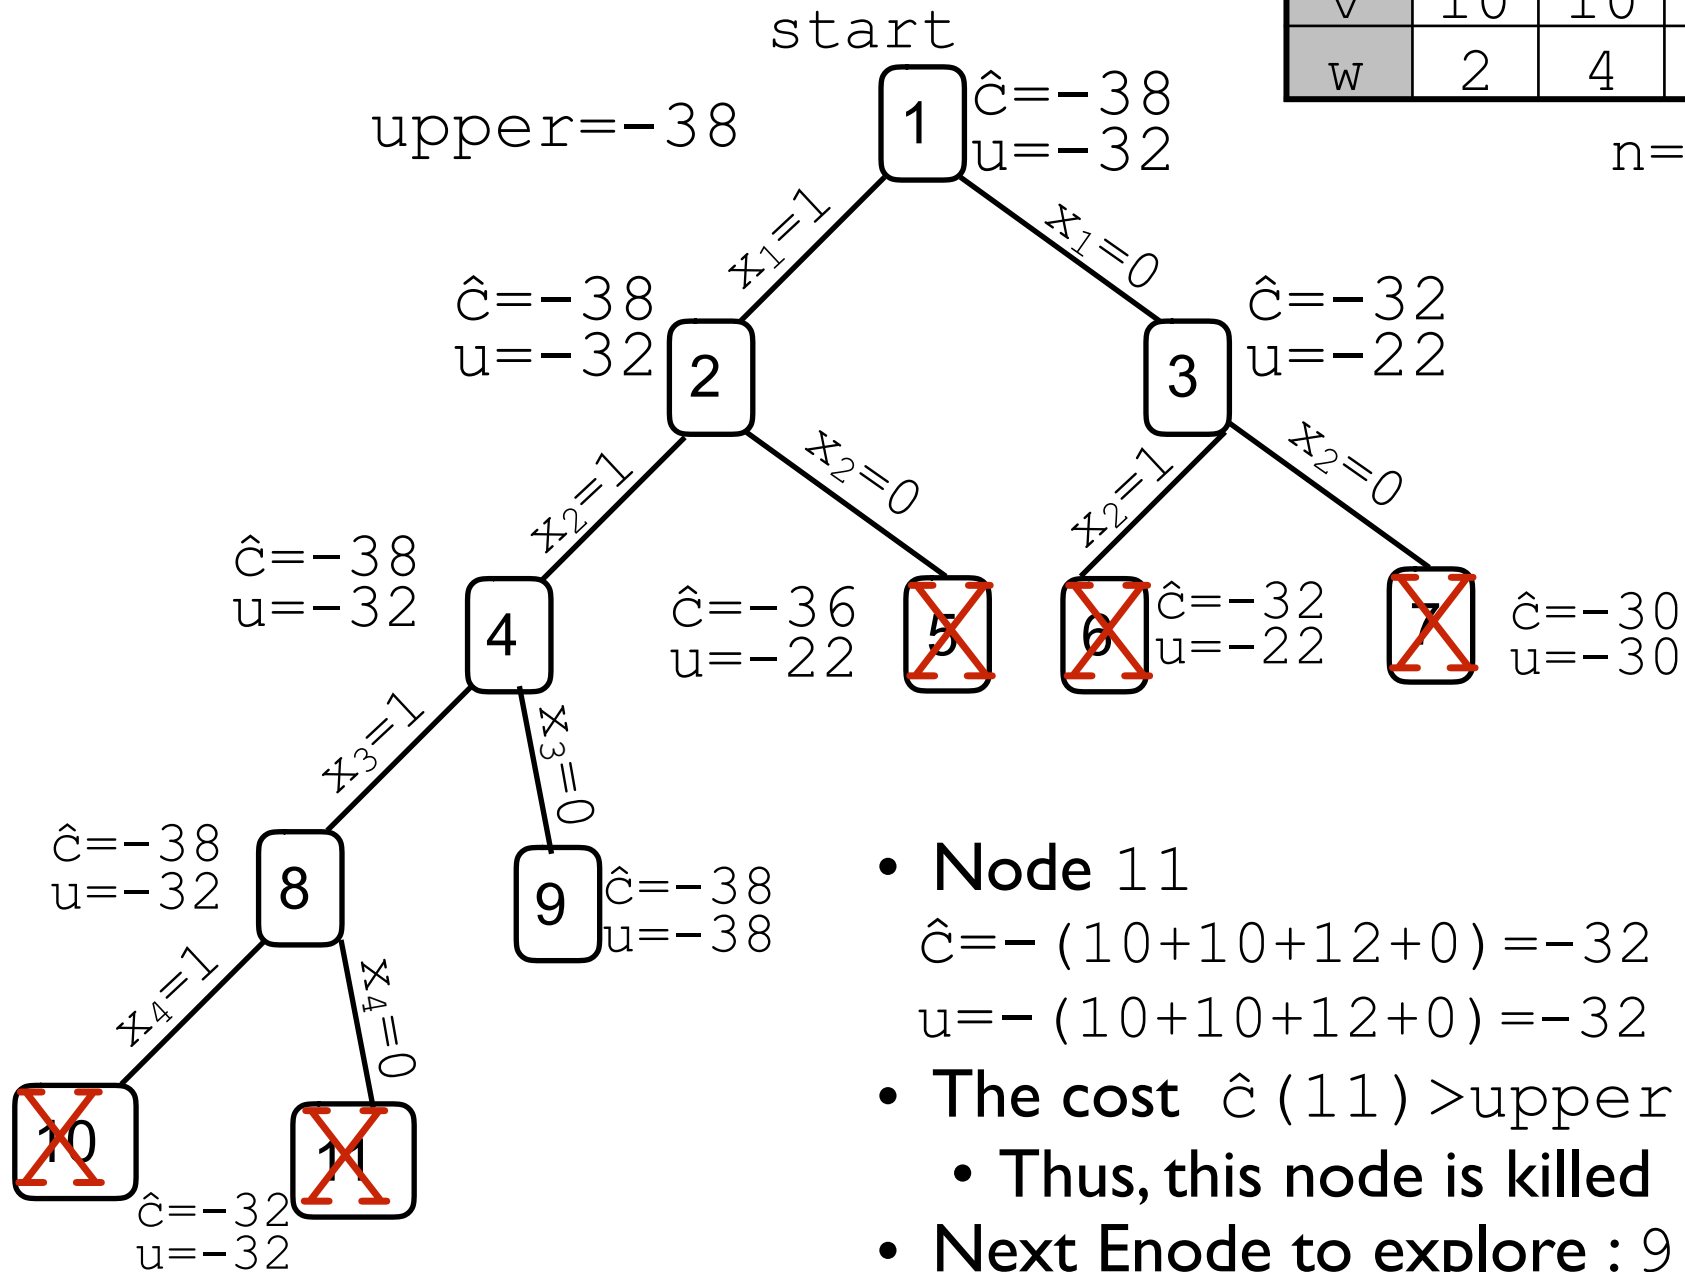 start
v 10 10
w 2 4
n=
upper=-38
1
ĉ=-38
u=-32
x₁=1
x₁=0
ĉ=-38
u=-32
2
3
ĉ=-32
u=-22
x₂=1
x₂=0
x₂=1
x₂=0
ĉ=-38
u=-32
4
ĉ=-36
u=-22
5
6
ĉ=-32
u=-22
7
ĉ=-30
u=-30
x₃=1
x₃=0
ĉ=-38
u=-32
8
9
ĉ=-38
u=-38
x₄=1
x₄=0
10
11
ĉ=-32
u=-32
• Node 11
ĉ=-(10+10+12+0)=-32
u=-(10+10+12+0)=-32
• The cost ĉ(11)>upper
• Thus, this node is killed
• Next Enode to explore : 9